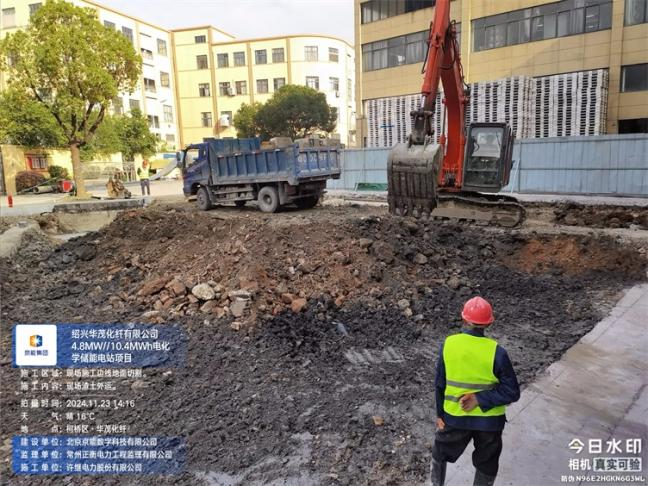 京能集团
绍兴华茂化纤有限公司
4.8MW//10.4MWh电化
学储能电站项目
施工区域：现场施工边线地面切割
施工内容：现场渣土外运。
拍摄时间：2024.11.23 14:16
天 气：晴 16℃
地 点：柯桥区·华茂化纤
建设单位：北京京能数字科技有限公司
监理单位：常州正衡电力工程监理有限公司
施工单位：许继电力股份有限公司
今日水印
相机 真实可验
防伪 N96E2HGKN6G3WL